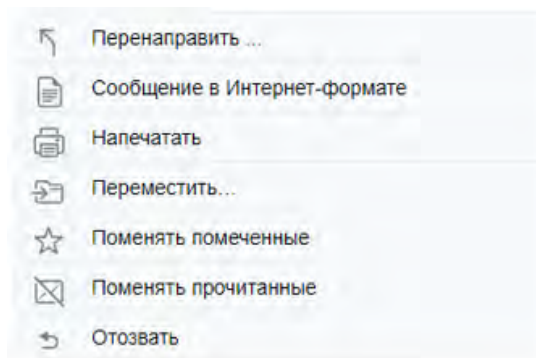 Перенаправить ...
Сообщение в Интернет-формате
Напечатать
Переместить...
Поменять помеченные
Поменять прочитанные
Отозвать